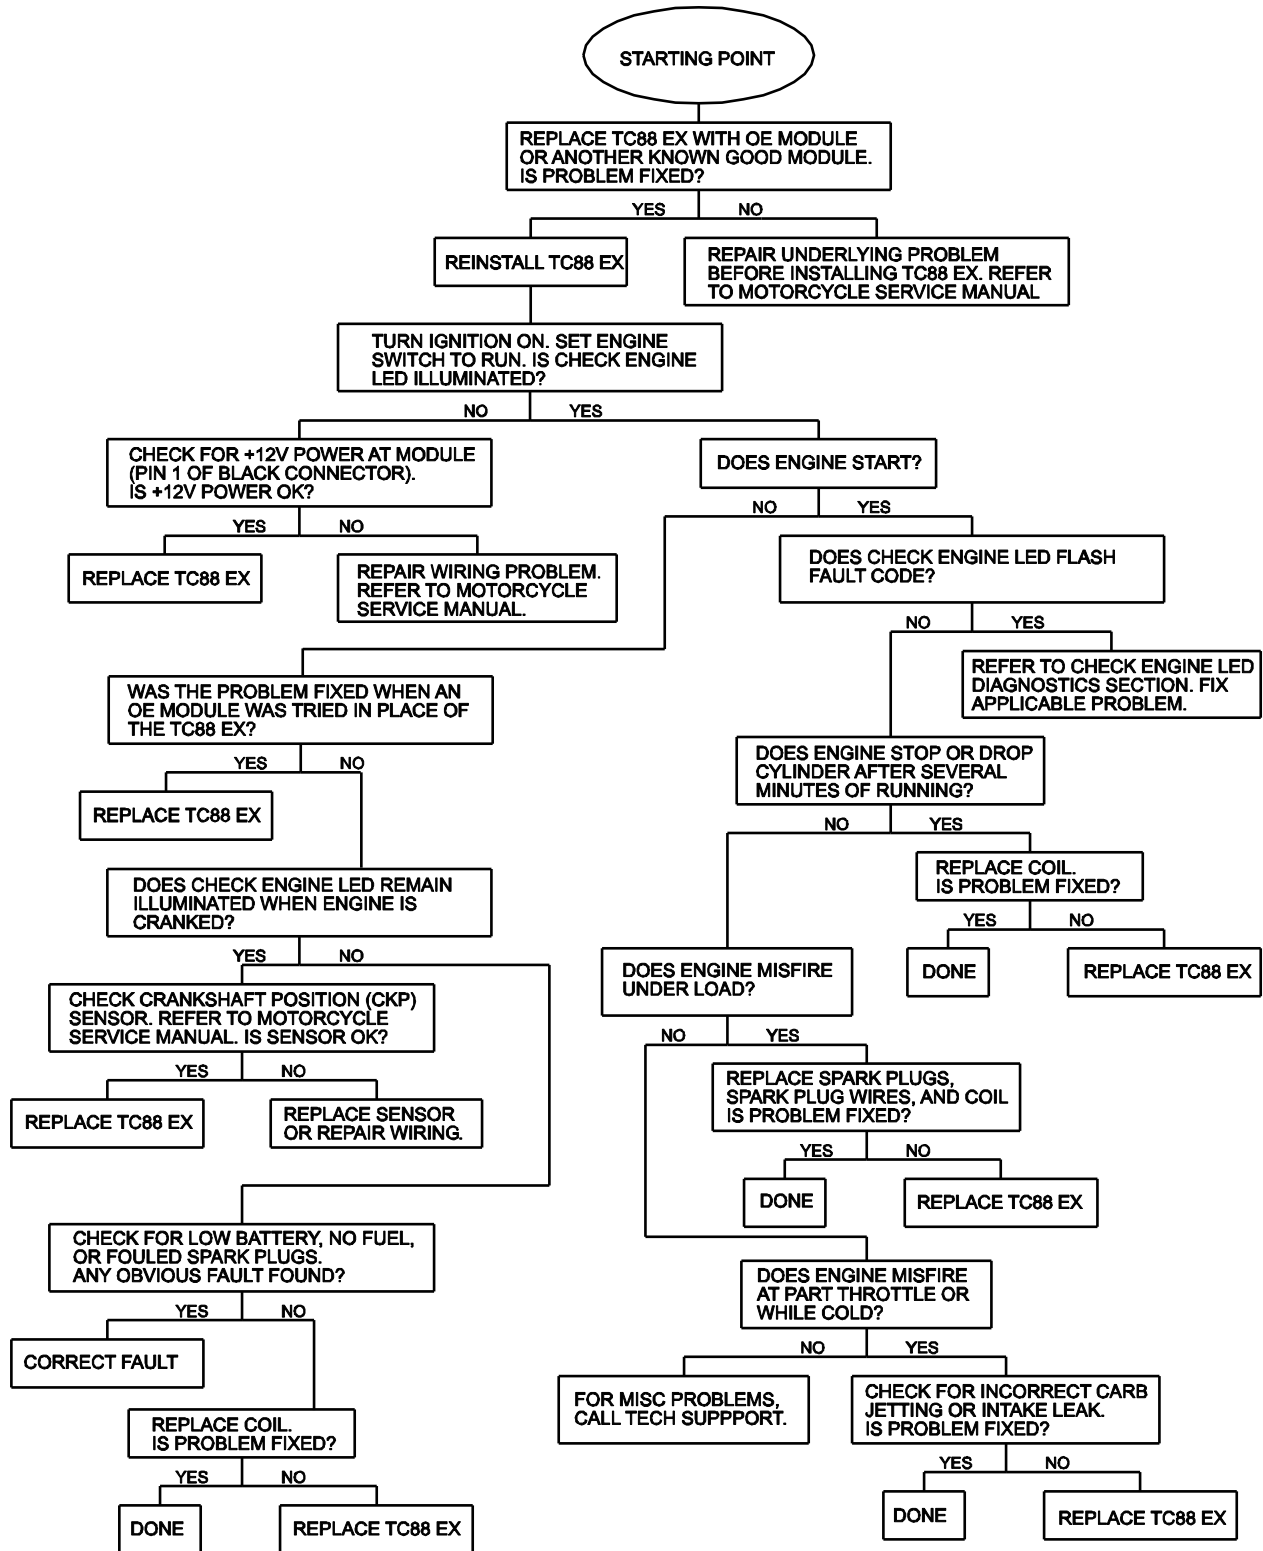 STARTING POINT
REPLACE TC88 EX WITH OE MODULE
OR ANOTHER KNOWN GOOD MODULE.
IS PROBLEM FIXED?
YES
NO
REINSTALL TC88 EX
REPAIR UNDERLYING PROBLEM
BEFORE INSTALLING TC88 EX. REFER
TO MOTORCYCLE SERVICE MANUAL
TURN IGNITION ON. SET ENGINE
SWITCH TO RUN. IS CHECK ENGINE
LED ILLUMINATED?
NO
YES
CHECK FOR +12V POWER AT MODULE
(PIN 1 OF BLACK CONNECTOR).
IS +12V POWER OK?
DOES ENGINE START?
YES
NO
NO
YES
REPLACE TC88 EX
REPAIR WIRING PROBLEM.
REFER TO MOTORCYCLE
SERVICE MANUAL.
DOES CHECK ENGINE LED FLASH
FAULT CODE?
NO
YES
WAS THE PROBLEM FIXED WHEN AN
OE MODULE WAS TRIED IN PLACE OF
THE TC88 EX?
REFER TO CHECK ENGINE LED
DIAGNOSTICS SECTION. FIX
APPLICABLE PROBLEM.
YES
NO
DOES ENGINE STOP OR DROP
CYLINDER AFTER SEVERAL
MINUTES OF RUNNING?
REPLACE TC88 EX
NO
YES
DOES CHECK ENGINE LED REMAIN
ILLUMINATED WHEN ENGINE IS
CRANKED?
REPLACE COIL.
IS PROBLEM FIXED?
YES
NO
YES
NO
DOES ENGINE MISFIRE
UNDER LOAD?
DONE
REPLACE TC88 EX
CHECK CRANKSHAFT POSITION (CKP)
SENSOR. REFER TO MOTORCYCLE
SERVICE MANUAL. IS SENSOR OK?
NO
YES
YES
NO
REPLACE SPARK PLUGS,
SPARK PLUG WIRES, AND COIL
IS PROBLEM FIXED?
REPLACE TC88 EX
REPLACE SENSOR
OR REPAIR WIRING.
YES
NO
DONE
REPLACE TC88 EX
CHECK FOR LOW BATTERY, NO FUEL,
OR FOULED SPARK PLUGS.
ANY OBVIOUS FAULT FOUND?
DOES ENGINE MISFIRE
AT PART THROTTLE OR
WHILE COLD?
YES
NO
NO
YES
CORRECT FAULT
FOR MISC PROBLEMS,
CALL TECH SUPPPORT.
CHECK FOR INCORRECT CARB
JETTING OR INTAKE LEAK.
IS PROBLEM FIXED?
REPLACE COIL.
IS PROBLEM FIXED?
YES
NO
YES
NO
DONE
REPLACE TC88 EX
DONE
REPLACE TC88 EX